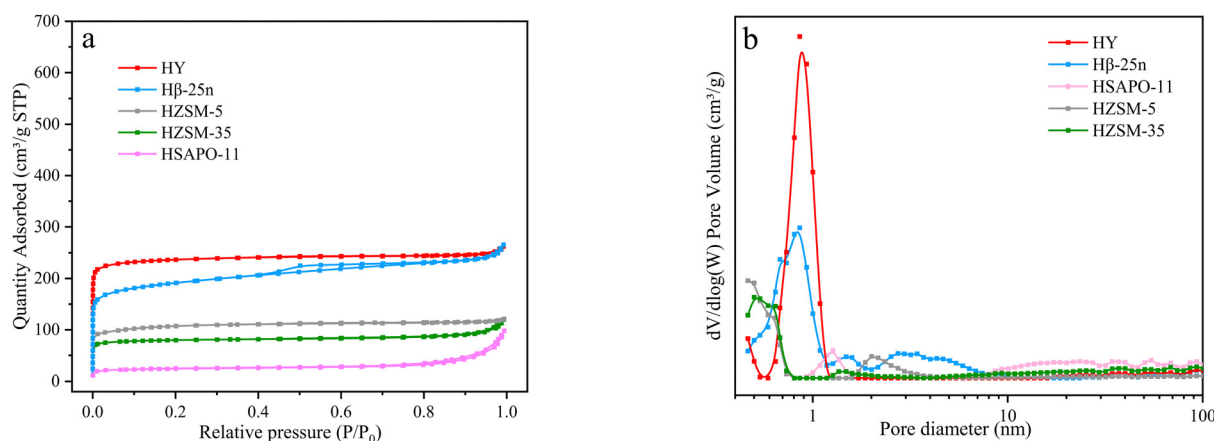 a
HY
Hβ-25n
HZSM-5
HZSM-35
HSAPO-11
Quantity Adsorbed (cm³/g STP)
700
600
500
400
300
200
100
0
0.0 0.2 0.4 0.6 0.8 1.0
Relative pressure (P/P₀)
b
HY
Hβ-25n
HSAPO-11
HZSM-5
HZSM-35
dV/dlog(W) Pore Volume (cm³/g)
1 10 100
Pore diameter (nm)